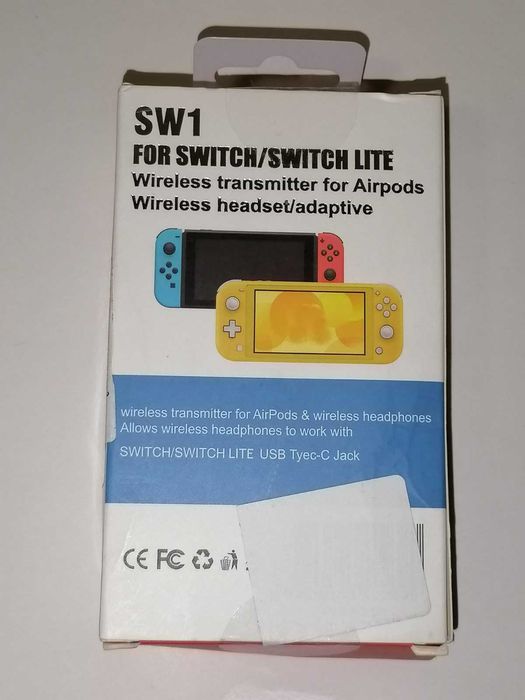 SW1
FOR SWITCH/SWITCH LITE
Wireless transmitter for Airpods
Wireless headset/adaptive
wireless transmitter for AirPods & wireless headphones
Allows wireless headphones to work with
SWITCH/SWITCH LITE USB Tyec-C Jack
CE FC